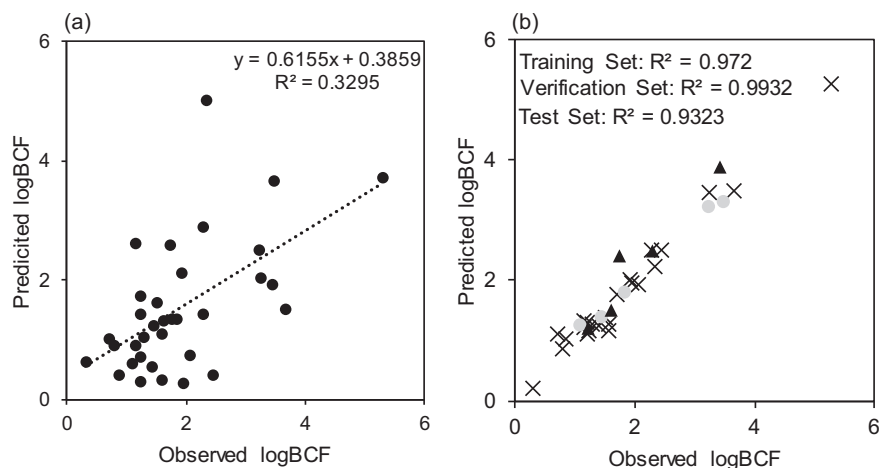 (a)
y = 0.6155x + 0.3859
R² = 0.3295
6
4
2
0
0 2 4 6
Predicited logBCF
Observed logBCF
(b)
Training Set: R² = 0.972
Verification Set: R² = 0.9932
Test Set: R² = 0.9323
6
4
2
0
0 2 4 6
Predicted logBCF
Observed logBCF